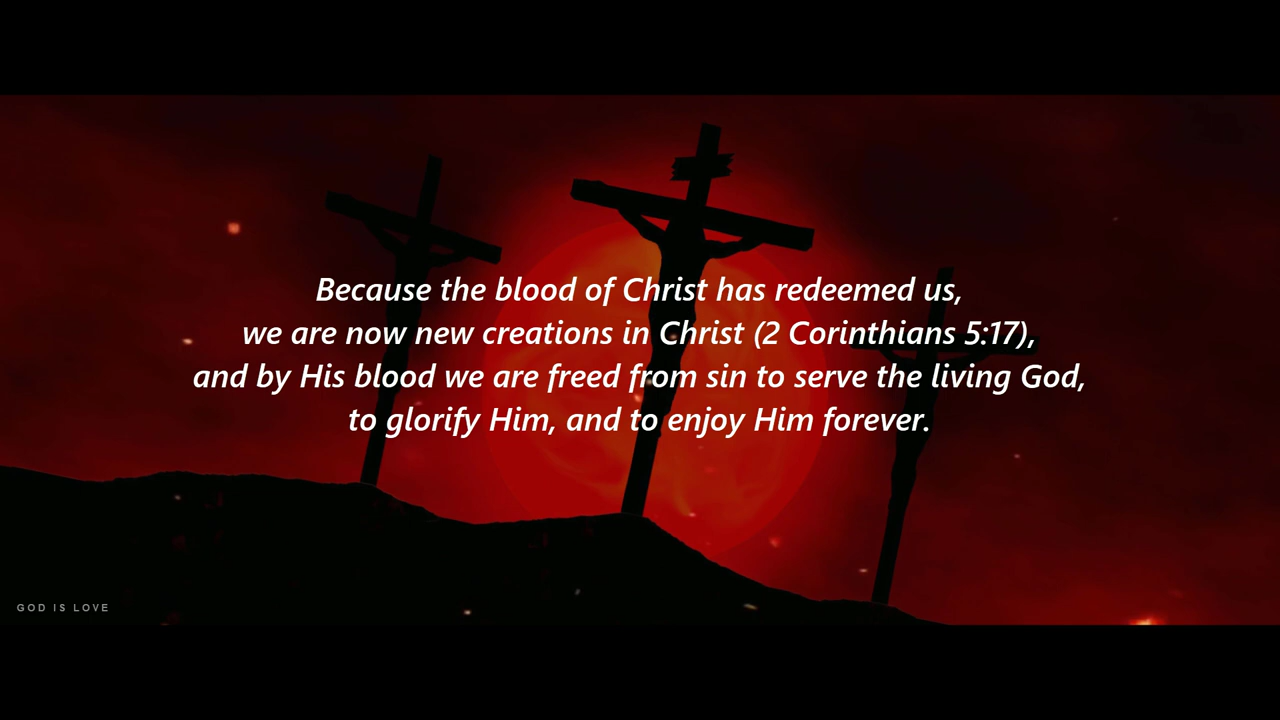 Because the blood of Christ has redeemed us,
we are now new creations in Christ (2 Corinthians 5:17),
and by His blood we are freed from sin to serve the living God,
to glorify Him, and to enjoy Him forever.
GOD IS LOVE